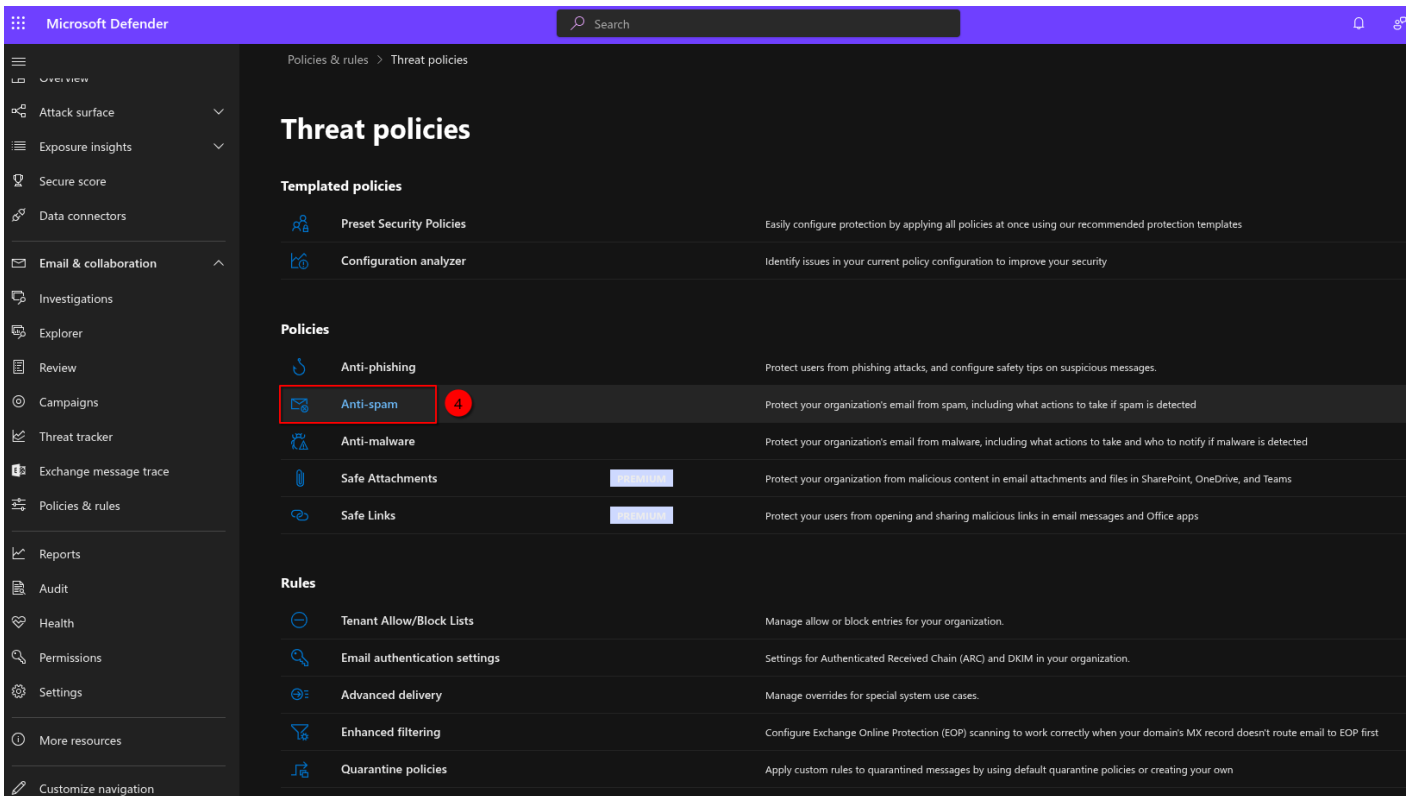 Microsoft Defender
Search
Overview
Attack surface
Exposure insights
Secure score
Data connectors
Email & collaboration
Investigations
Explorer
Review
Campaigns
Threat tracker
Exchange message trace
Policies & rules
Reports
Audit
Health
Permissions
Settings
More resources
Customize navigation
Policies & rules > Threat policies
Threat policies
Templated policies
Preset Security Policies Easily configure protection by applying all policies at once using our recommended protection templates
Configuration analyzer Identify issues in your current policy configuration to improve your security
Policies
Anti-phishing Protect users from phishing attacks, and configure safety tips on suspicious messages.
Anti-spam 4 Protect your organization's email from spam, including what actions to take if spam is detected
Anti-malware Protect your organization's email from malware, including what actions to take and who to notify if malware is detected
Safe Attachments PREMIUM Protect your organization from malicious content in email attachments and files in SharePoint, OneDrive, and Teams
Safe Links PREMIUM Protect your users from opening and sharing malicious links in email messages and Office apps
Rules
Tenant Allow/Block Lists Manage allow or block entries for your organization.
Email authentication settings Settings for Authenticated Received Chain (ARC) and DKIM in your organization.
Advanced delivery Manage overrides for special system use cases.
Enhanced filtering Configure Exchange Online Protection (EOP) scanning to work correctly when your domain's MX record doesn't route email to EOP first
Quarantine policies Apply custom rules to quarantined messages by using default quarantine policies or creating your own